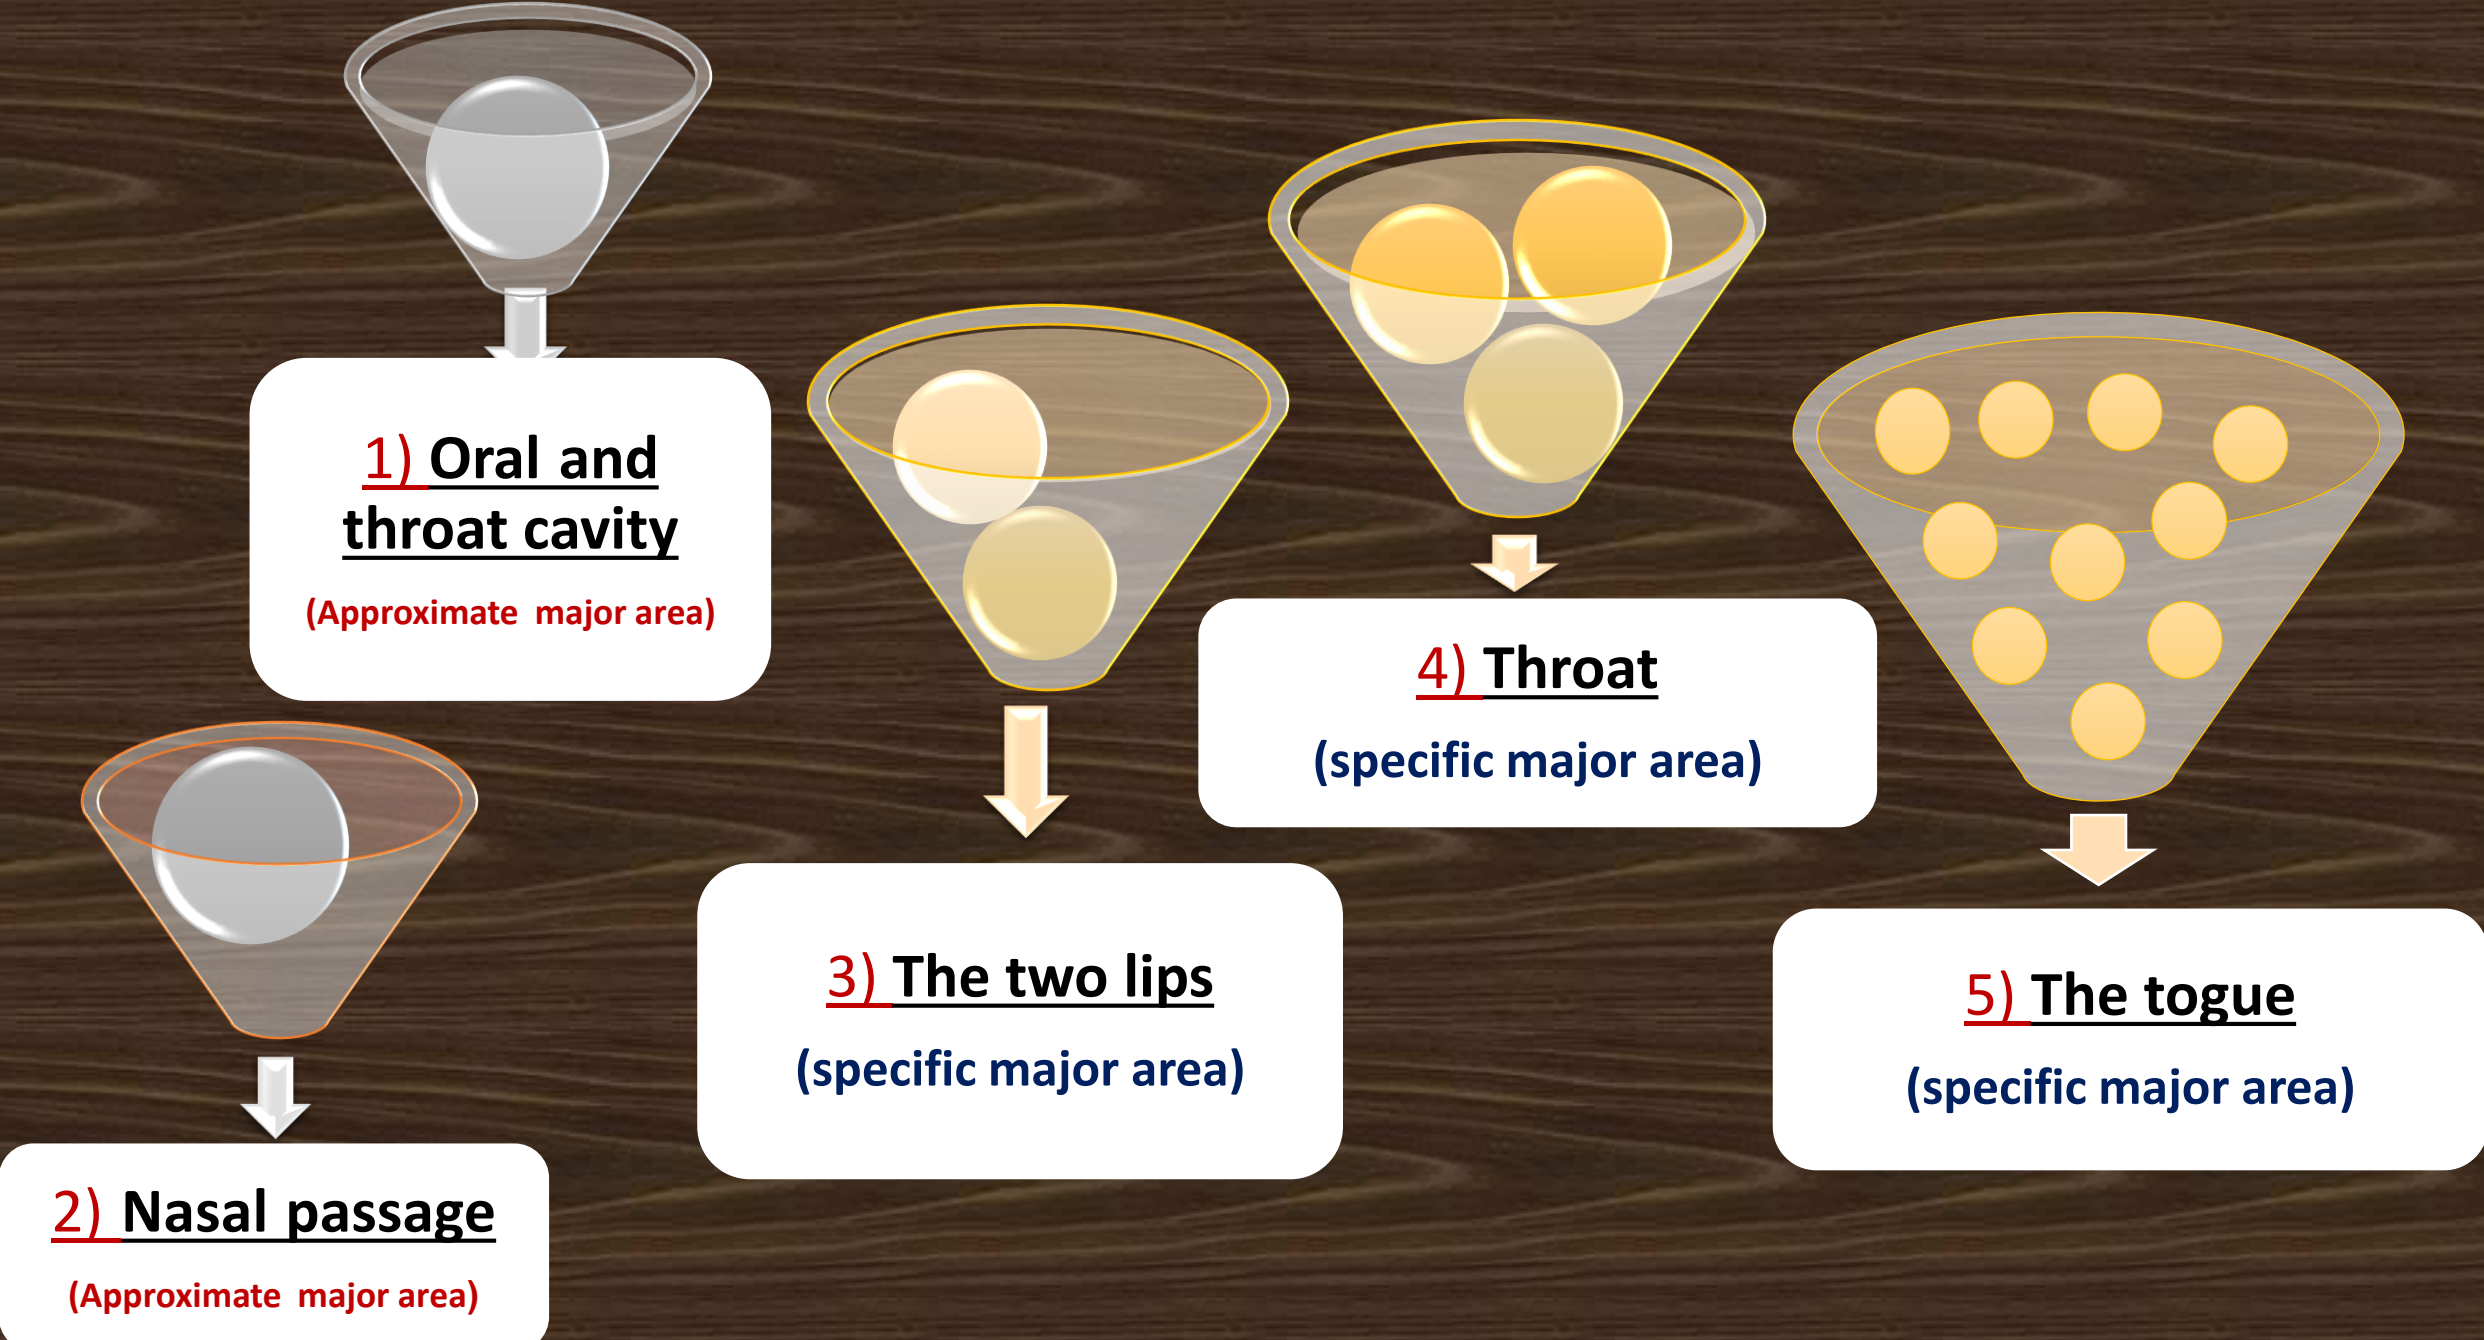 1) Oral and
throat cavity
(Approximate major area)
2) Nasal passage
(Approximate major area)
3) The two lips
(specific major area)
4) Throat
(specific major area)
5) The togue
(specific major area)